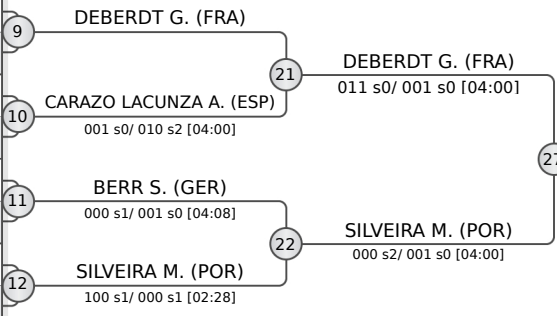 9
DEBERDT G. (FRA)
10
CARAZO LACUNZA A. (ESP)
001 s0/ 010 s2 [04:00]
21
DEBERDT G. (FRA)
011 s0/ 001 s0 [04:00]
11
BERR S. (GER)
000 s1/ 001 s0 [04:08]
12
SILVEIRA M. (POR)
100 s1/ 000 s1 [02:28]
22
SILVEIRA M. (POR)
000 s2/ 001 s0 [04:00]
27